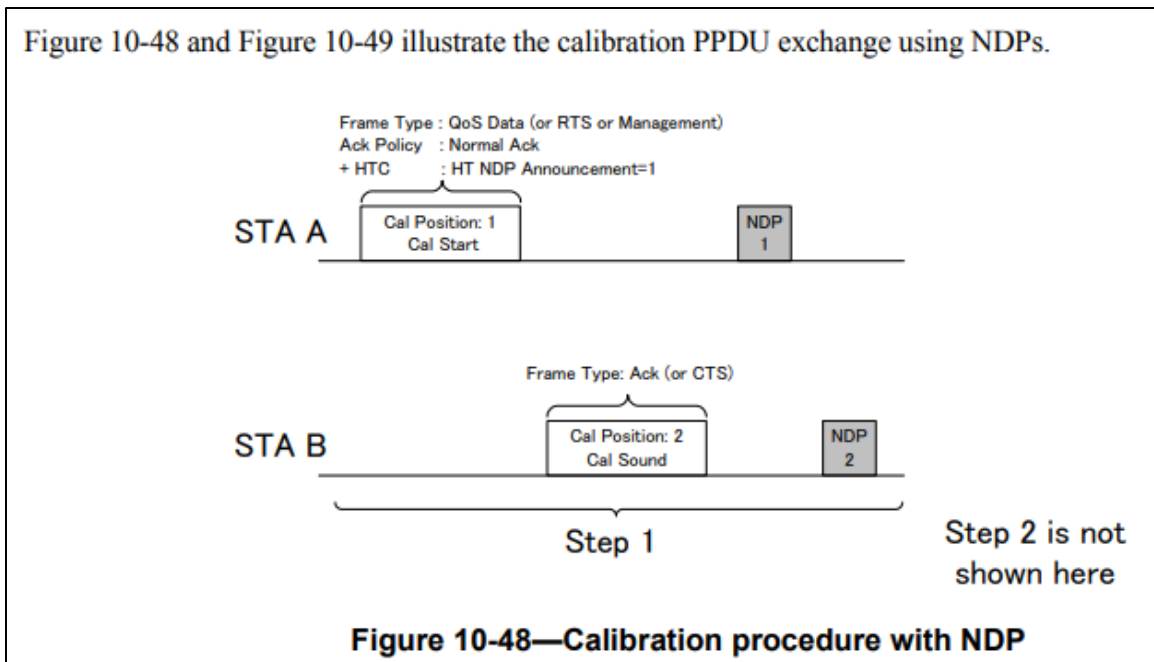 Figure 10-48 and Figure 10-49 illustrate the calibration PPDU exchange using NDPs.
Frame Type : QoS Data (or RTS or Management)
Ack Policy : Normal Ack
+ HTC : HT NDP Announcement=1
STA A
Cal Position: 1
Cal Start
NDP
1
Frame Type: Ack (or CTS)
STA B
Cal Position: 2
Cal Sound
NDP
2
Step 1
Step 2 is not
shown here
Figure 10-48—Calibration procedure with NDP